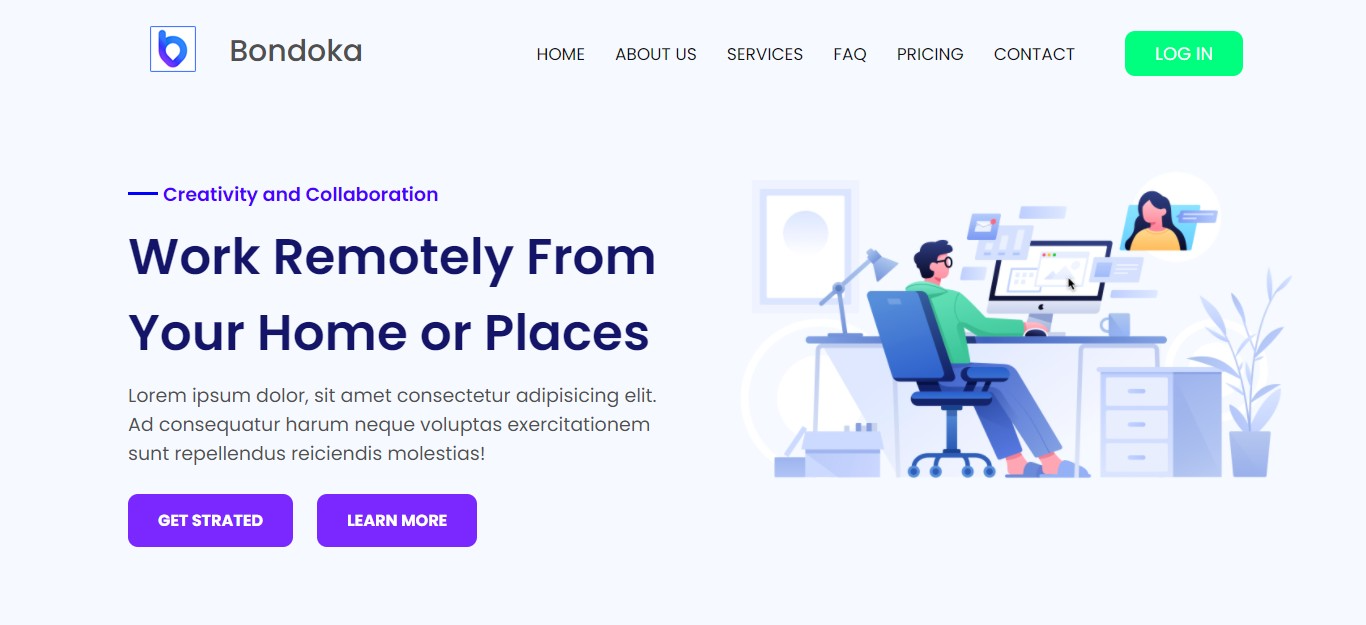 Bondoka
HOME ABOUT US SERVICES FAQ PRICING CONTACT LOG IN
Creativity and Collaboration
Work Remotely From
Your Home or Places
Lorem ipsum dolor, sit amet consectetur adipisicing elit.
Ad consequatur harum neque voluptas exercitationem
sunt repellendus reiciendis molestias!
GET STRATED LEARN MORE